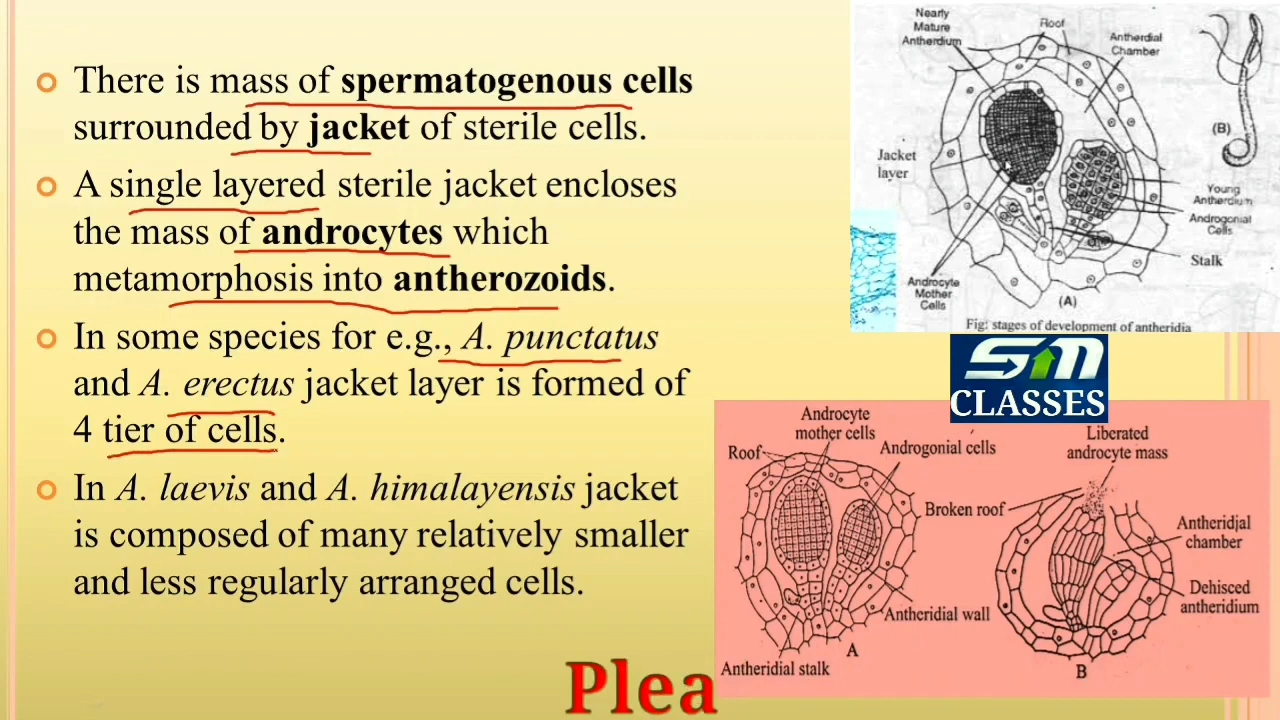 There is mass of spermatogenous cells
surrounded by jacket of sterile cells.
A single layered sterile jacket encloses
the mass of androcytes which
metamorphosis into antherozoids.
In some species for e.g., A. punctatus
and A. erectus jacket layer is formed of
4 tier of cells.
In A. laevis and A. himalayensis jacket
is composed of many relatively smaller
and less regularly arranged cells.
Nearly
Mature
Antherdium
Roof
Antherdial
Chamber
(B)
Jacket
layer
Young
Antherdium
Androgonial
Cells
Stalk
Androcyte
Mother
Cells
(A)
Fig: stages of development of antheridia
SM
CLASSES
Androcyte
mother cells
Roof
Androgonial cells
Liberated
androcyte mass
Broken roof
Antheridjal
chamber
Dehisced
antheridium
Antheridial wall
A
Antheridial stalk
B
Plea